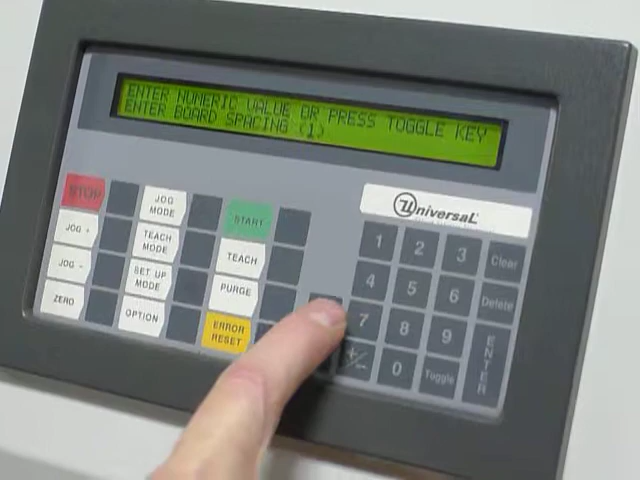 ENTER NUMERIC VALUE OR PRESS TOGGLE KEY
ENTER BOARD SPACING (1)
STOP
JOG
MODE
START
UniversaL
JOG +
TEACH
MODE
TEACH
1
2
3
Clear
JOG -
SET UP
MODE
PURGE
4
5
6
Delete
ZERO
OPTION
ERROR
RESET
7
8
9
ENTER
+/-
0
Toggle